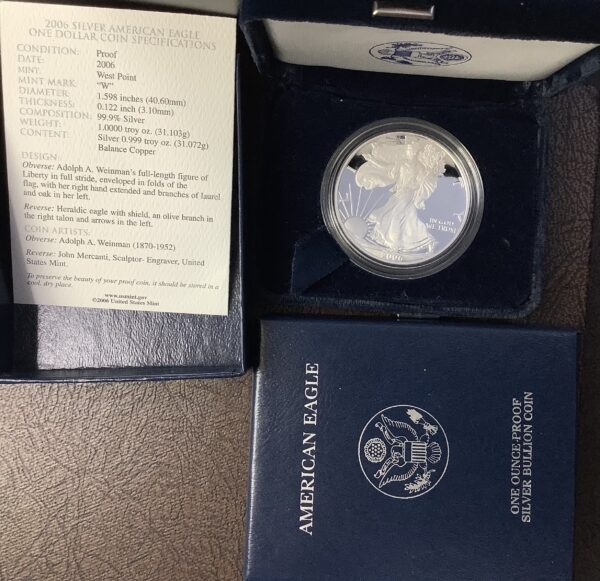 2006 SILVER AMERICAN EAGLE
ONE DOLLAR COIN SPECIFICATIONS
CONDITION: Proof
DATE: 2006
MINT: West Point
MINT MARK: "W"
DIAMETER: 1.598 inches (40.60mm)
THICKNESS: 0.122 inch (3.10mm)
COMPOSITION: 99.9% Silver
WEIGHT: 1.0000 troy oz. (31.103g)
CONTENT: Silver 0.999 troy oz. (31.072g)
Balance Copper
DESIGN:
Obverse: Adolph A. Weinman's full-length figure of
Liberty in full stride, enveloped in folds of the
flag, with her right hand extended and branches of laurel
and oak in her left.
Reverse: Heraldic eagle with shield, an olive branch in
the right talon and arrows in the left.
COIN ARTISTS:
Obverse: Adolph A. Weinman (1870-1952)
Reverse: John Mercanti, Sculptor- Engraver, United
States Mint.
To preserve the beauty of your proof coin, it should be stored in a
cool, dry place.
www.usmint.gov
©2006 United States Mint
IN GOD
WE TRUST
2006
AMERICAN EAGLE
ONE OUNCE-PROOF
SILVER BULLION COIN